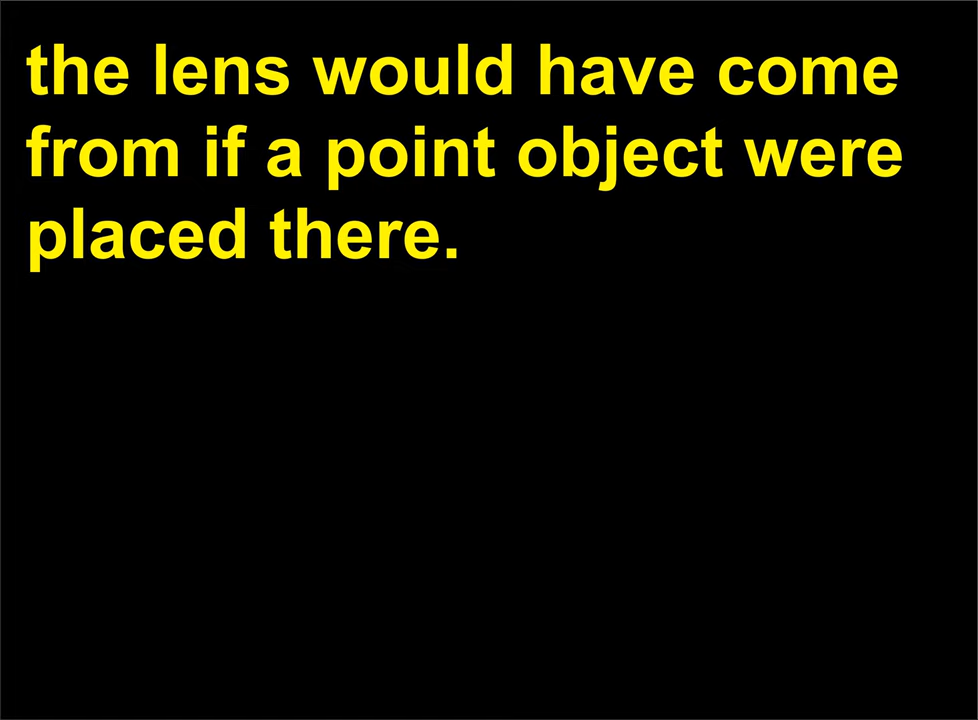 the lens would have come
from if a point object were
placed there.